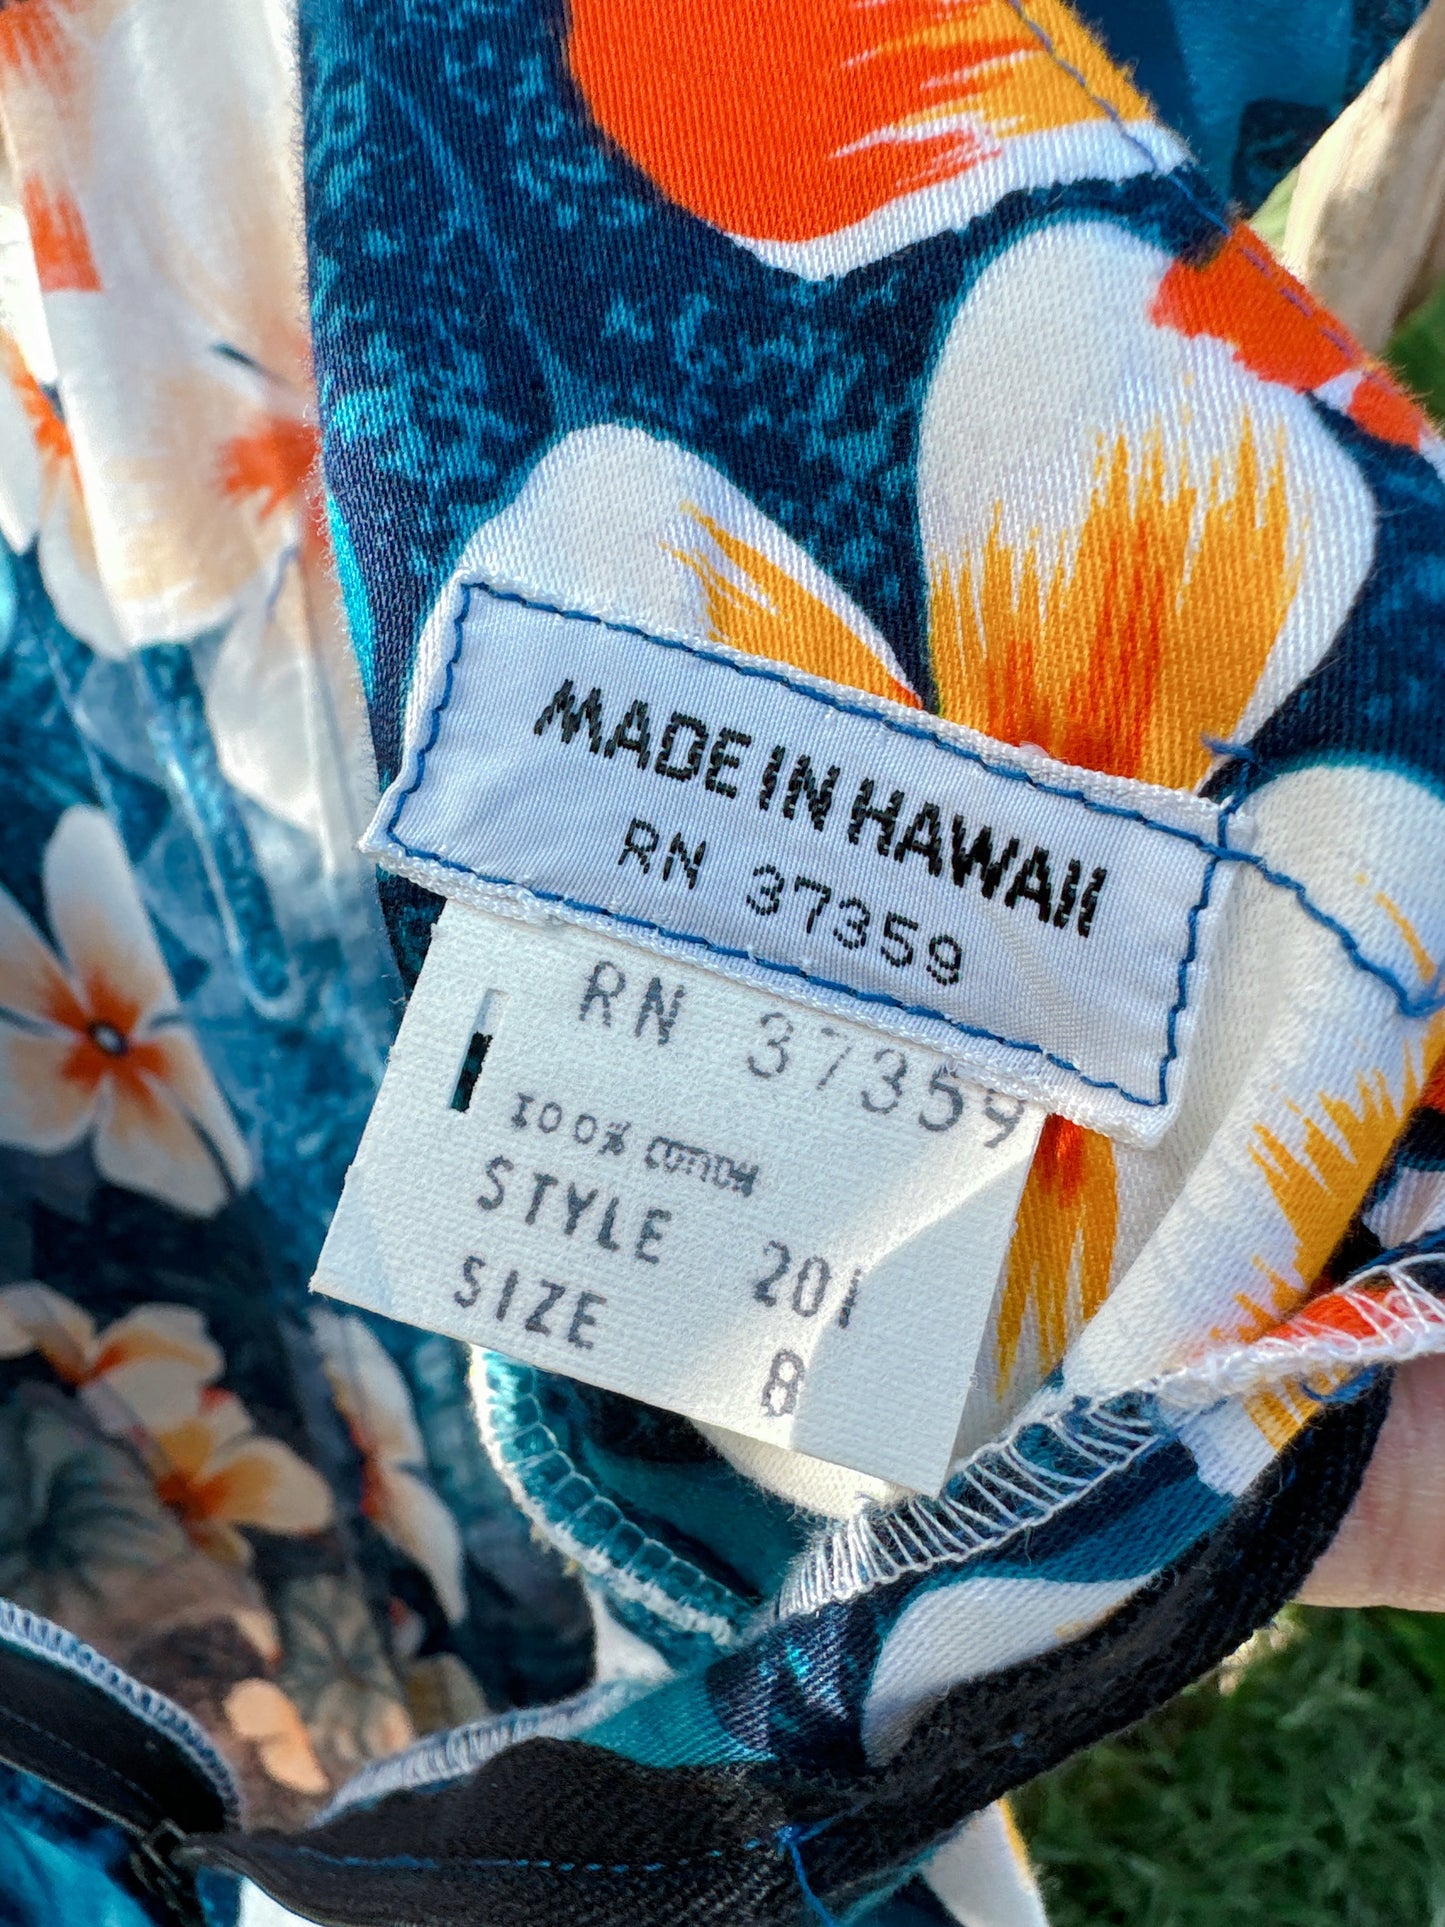 MADE IN HAWAII
RN 37359
RN 37359
100% COTTON
STYLE 201
SIZE 8